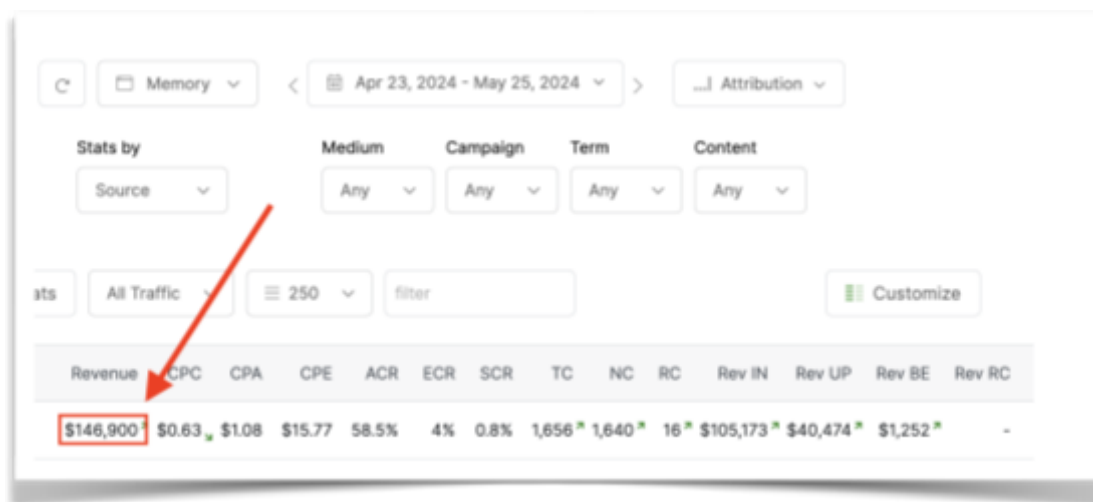 Memory < Apr 23, 2024 - May 25, 2024 > ...l Attribution
Stats by Medium Campaign Term Content
Source Any Any Any Any
ats All Traffic 250 filter Customize
Revenue CPC CPA CPE ACR ECR SCR TC NC RC Rev IN Rev UP Rev BE Rev RC
$146,900 $0.63 $1.08 $15.77 58.5% 4% 0.8% 1,656 1,640 16 $105,173 $40,474 $1,252 -